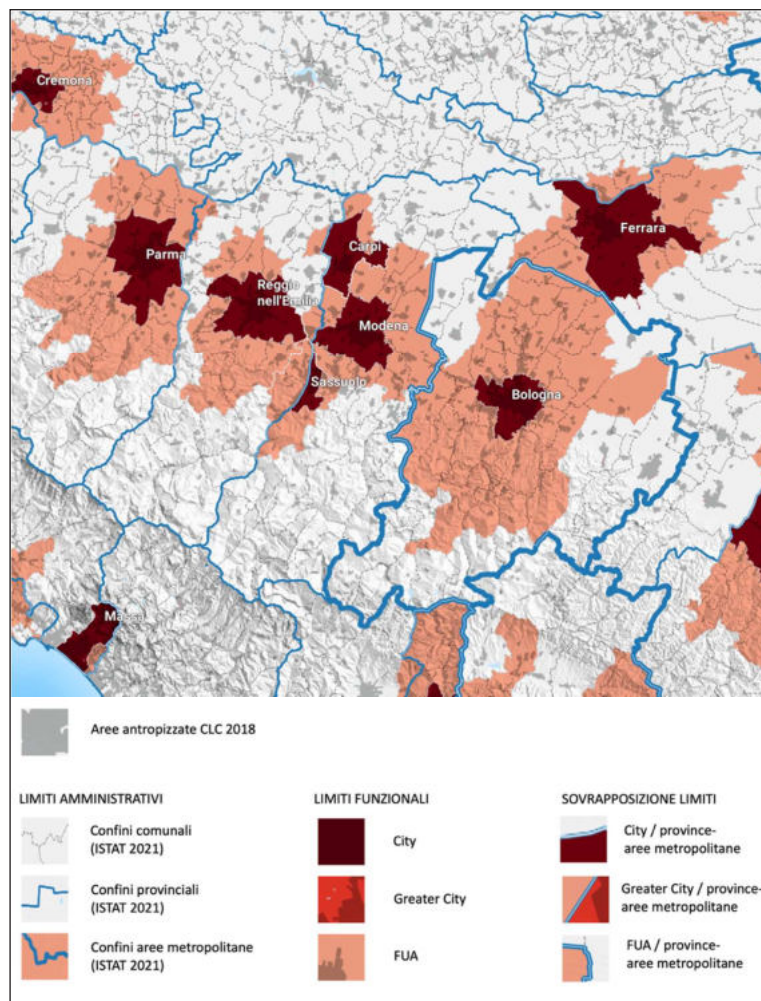 Cremona
Parma
Reggio
nell'Emilia
Carpi
Modena
Sassuolo
Ferrara
Bologna
Aree antropizzate CLC 2018
LIMITI AMMINISTRATIVI
Confini comunali
(ISTAT 2021)
Confini provinciali
(ISTAT 2021)
Confini aree metropolitane
(ISTAT 2021)
LIMITI FUNZIONALI
City
Greater City
FUA
SOVRAPPOSIZIONE LIMITI
City / province-
aree metropolitane
Greater City / province-
aree metropolitane
FUA / province-
aree metropolitane